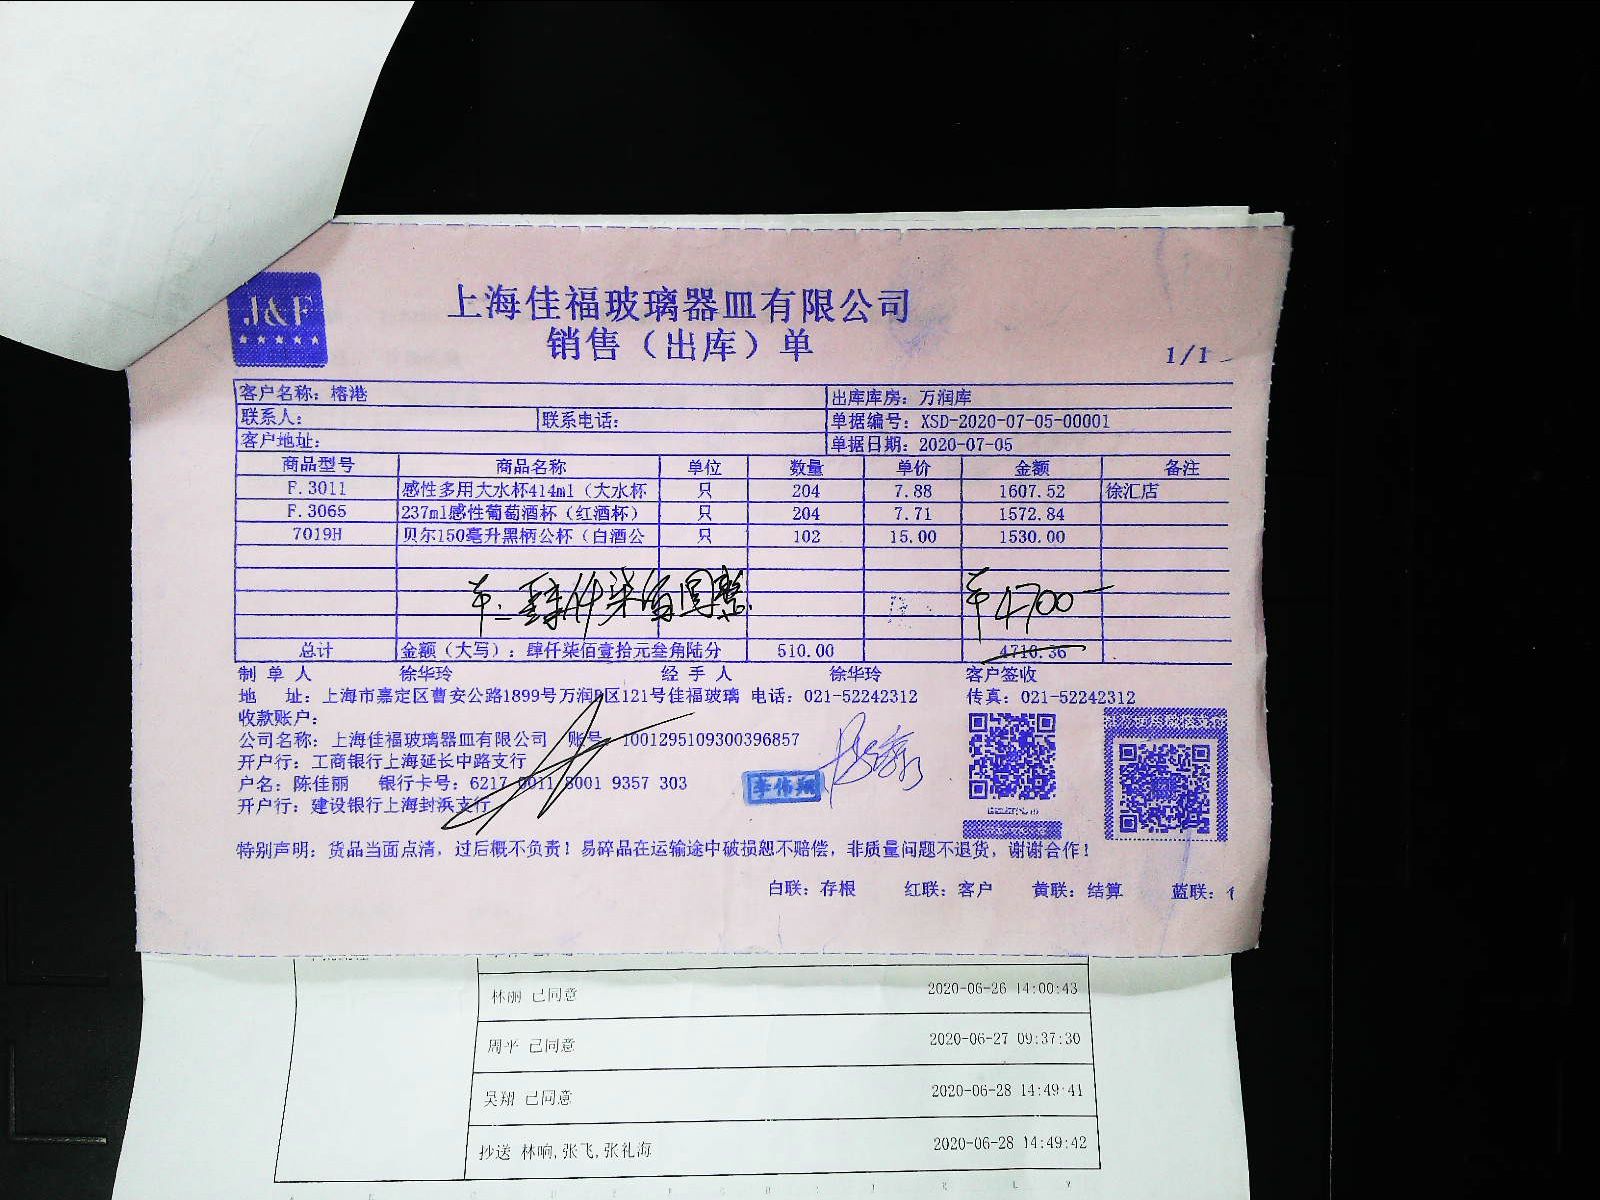 J&F
上海佳福玻璃器皿有限公司
销售（出库）单
1/1
客户名称：榕港 出库库房：万润库
联系人： 联系电话： 单据编号：XSD-2020-07-05-00001
客户地址： 单据日期：2020-07-05
商品型号 商品名称 单位 数量 单价 金额 备注
F.3011 感性多用大水杯414ml（大水杯 只 204 7.88 1607.52 徐汇店
F.3065 237ml感性葡萄酒杯（红酒杯） 只 204 7.71 1572.84
7019H 贝尔150毫升黑柄公杯（白酒公 只 102 15.00 1530.00
肆仟柒佰圆整 ¥4700
总计 金额（大写）：肆仟柒佰壹拾元叁角陆分 510.00 4710.36
制单人 徐华玲 经手人 徐华玲 客户签收
地 址：上海市嘉定区曹安公路1899号万润B区121号佳福玻璃 电话：021-52242312 传真：021-52242312
收款账户：
公司名称：上海佳福玻璃器皿有限公司 账号 1001295109300396857
开户行：工商银行上海延长中路支行
户名：陈佳丽 银行卡号：6217 0011 8001 9357 303
李伟翔
开户行：建设银行上海封浜支行
特别声明：货品当面点清，过后概不负责！易碎品在运输途中破损恕不赔偿，非质量问题不退货，谢谢合作！
白联：存根 红联：客户 黄联：结算 蓝联：
林丽 已同意 2020-06-26 14:00:43
周平 已同意 2020-06-27 09:37:30
吴翔 已同意 2020-06-28 14:49:41
抄送 林响,张飞,张礼海 2020-06-28 14:49:42